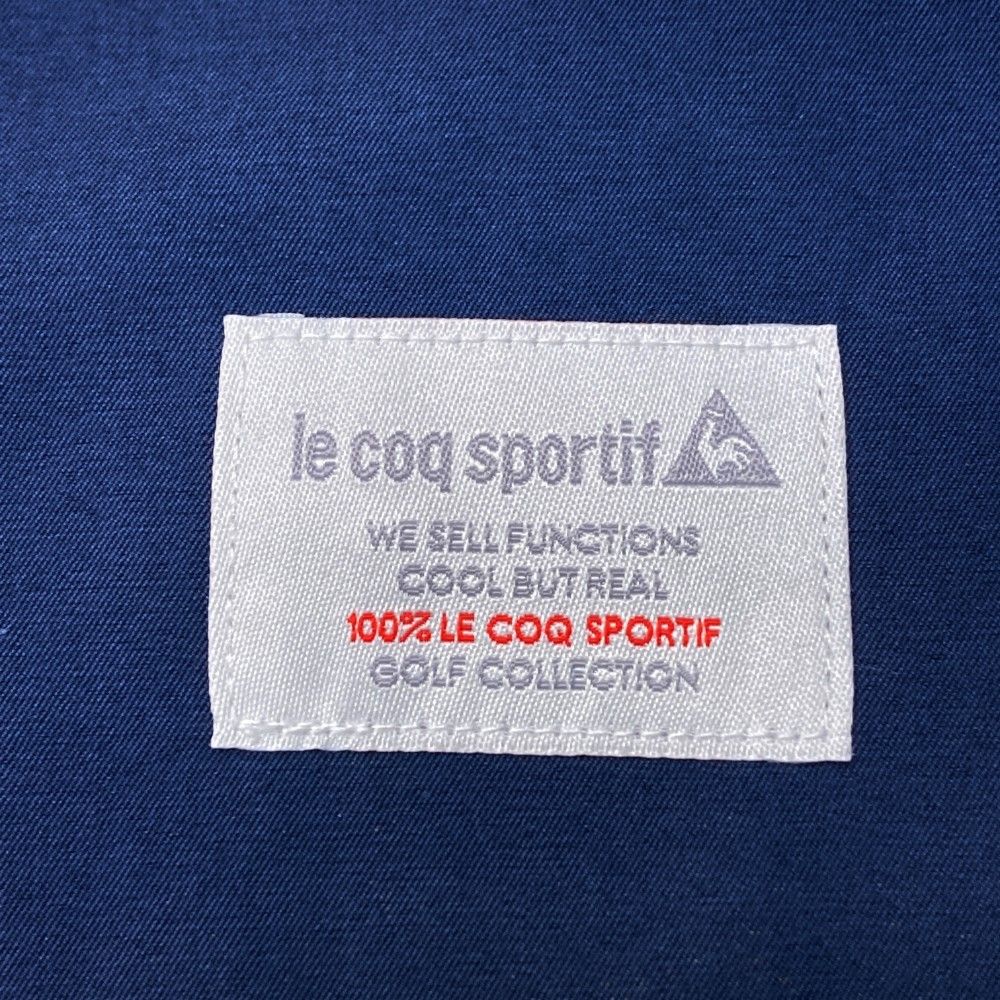 le coq sportif
WE SELL FUNCTIONS
COOL BUT REAL
100% LE COQ SPORTIF
GOLF COLLECTION